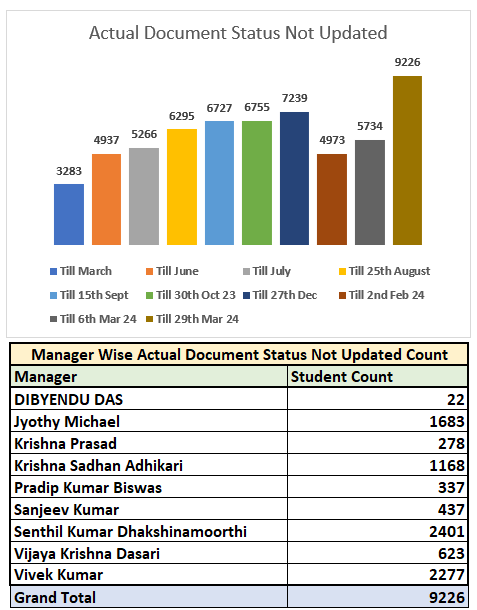 Actual Document Status Not Updated
3283
4937
5266
6295
6727
6755
7239
4973
5734
9226
Till March Till June Till July Till 25th August
Till 15th Sept Till 30th Oct 23 Till 27th Dec Till 2nd Feb 24
Till 6th Mar 24 Till 29th Mar 24
Manager Wise Actual Document Status Not Updated Count
Manager Student Count
DIBYENDU DAS 22
Jyothy Michael 1683
Krishna Prasad 278
Krishna Sadhan Adhikari 1168
Pradip Kumar Biswas 337
Sanjeev Kumar 437
Senthil Kumar Dhakshinamoorthi 2401
Vijaya Krishna Dasari 623
Vivek Kumar 2277
Grand Total 9226